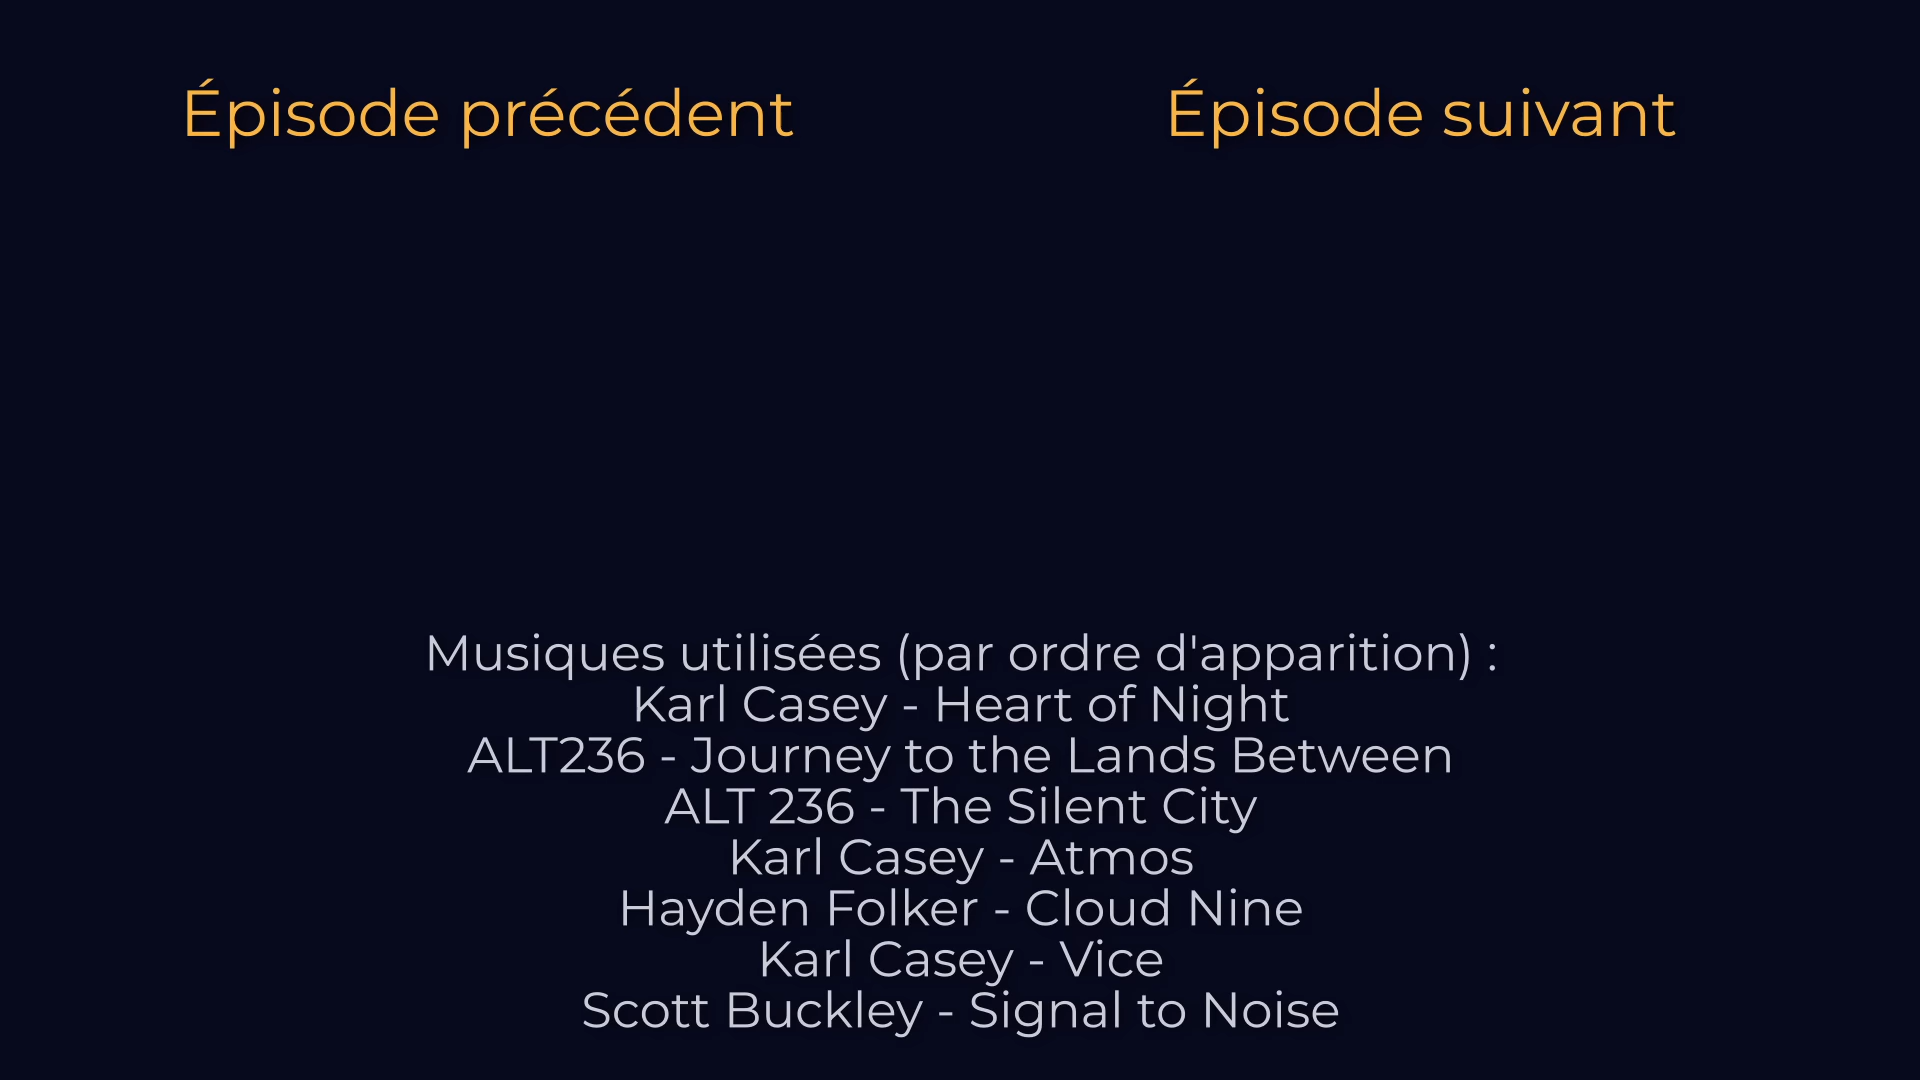 Épisode précédent
Épisode suivant
Musiques utilisées (par ordre d'apparition) :
Karl Casey - Heart of Night
ALT236 - Journey to the Lands Between
ALT 236 - The Silent City
Karl Casey - Atmos
Hayden Folker - Cloud Nine
Karl Casey - Vice
Scott Buckley - Signal to Noise